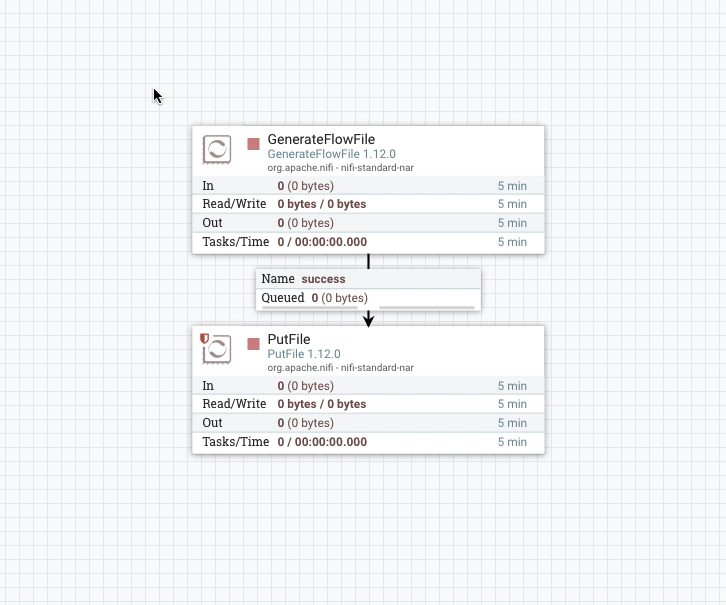 GenerateFlowFile
GenerateFlowFile 1.12.0
org.apache.nifi - nifi-standard-nar
In 0 (0 bytes) 5 min
Read/Write 0 bytes / 0 bytes 5 min
Out 0 (0 bytes) 5 min
Tasks/Time 0 / 00:00:00.000 5 min
Name success
Queued 0 (0 bytes)
PutFile
PutFile 1.12.0
org.apache.nifi - nifi-standard-nar
In 0 (0 bytes) 5 min
Read/Write 0 bytes / 0 bytes 5 min
Out 0 (0 bytes) 5 min
Tasks/Time 0 / 00:00:00.000 5 min